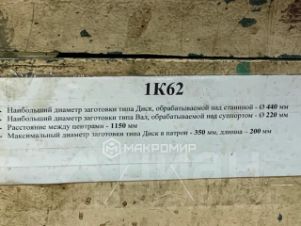 1К62
Наибольший диаметр заготовки типа Диск, обрабатываемой над станиной - Ø 440 мм
Наибольший диаметр заготовки типа Вал, обрабатываемой над суппортом - Ø 220 мм
Расстояние между центрами - 1150 мм
Максимальный диаметр заготовки типа Диск в патрон - 350 мм, длинна - 200 мм
МАКРОМИР